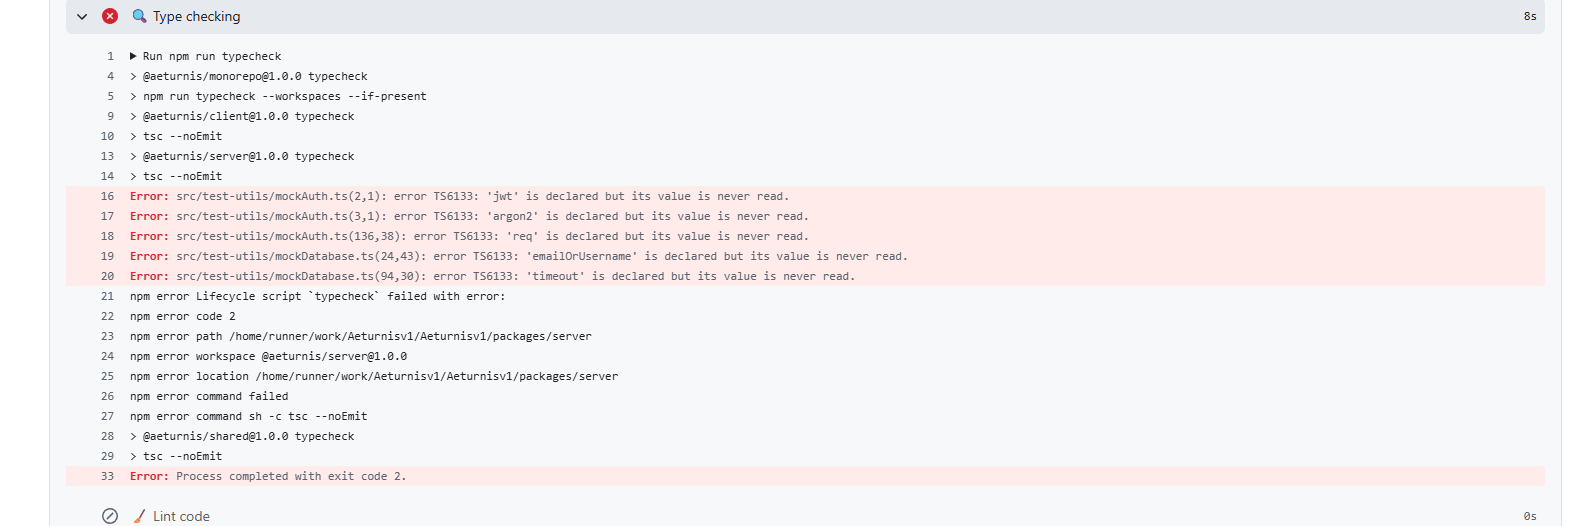 Type checking 8s
1 Run npm run typecheck
4 > @aeturnis/monorepo@1.0.0 typecheck
5 > npm run typecheck --workspaces --if-present
9 > @aeturnis/client@1.0.0 typecheck
10 > tsc --noEmit
13 > @aeturnis/server@1.0.0 typecheck
14 > tsc --noEmit
16 Error: src/test-utils/mockAuth.ts(2,1): error TS6133: 'jwt' is declared but its value is never read.
17 Error: src/test-utils/mockAuth.ts(3,1): error TS6133: 'argon2' is declared but its value is never read.
18 Error: src/test-utils/mockAuth.ts(136,38): error TS6133: 'req' is declared but its value is never read.
19 Error: src/test-utils/mockDatabase.ts(24,43): error TS6133: 'emailOrUsername' is declared but its value is never read.
20 Error: src/test-utils/mockDatabase.ts(94,30): error TS6133: 'timeout' is declared but its value is never read.
21 npm error Lifecycle script `typecheck` failed with error:
22 npm error code 2
23 npm error path /home/runner/work/Aeturnisv1/Aeturnisv1/packages/server
24 npm error workspace @aeturnis/server@1.0.0
25 npm error location /home/runner/work/Aeturnisv1/Aeturnisv1/packages/server
26 npm error command failed
27 npm error command sh -c tsc --noEmit
28 > @aeturnis/shared@1.0.0 typecheck
29 > tsc --noEmit
33 Error: Process completed with exit code 2.
Lint code 0s